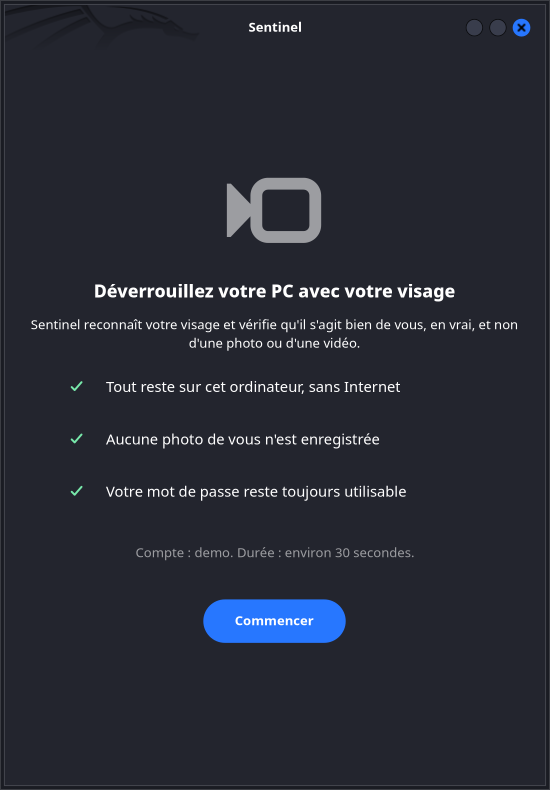 Sentinel
Déverrouillez votre PC avec votre visage
Sentinel reconnaît votre visage et vérifie qu'il s'agit bien de vous, en vrai, et non
d'une photo ou d'une vidéo.
Tout reste sur cet ordinateur, sans Internet
Aucune photo de vous n'est enregistrée
Votre mot de passe reste toujours utilisable
Compte : demo. Durée : environ 30 secondes.
Commencer